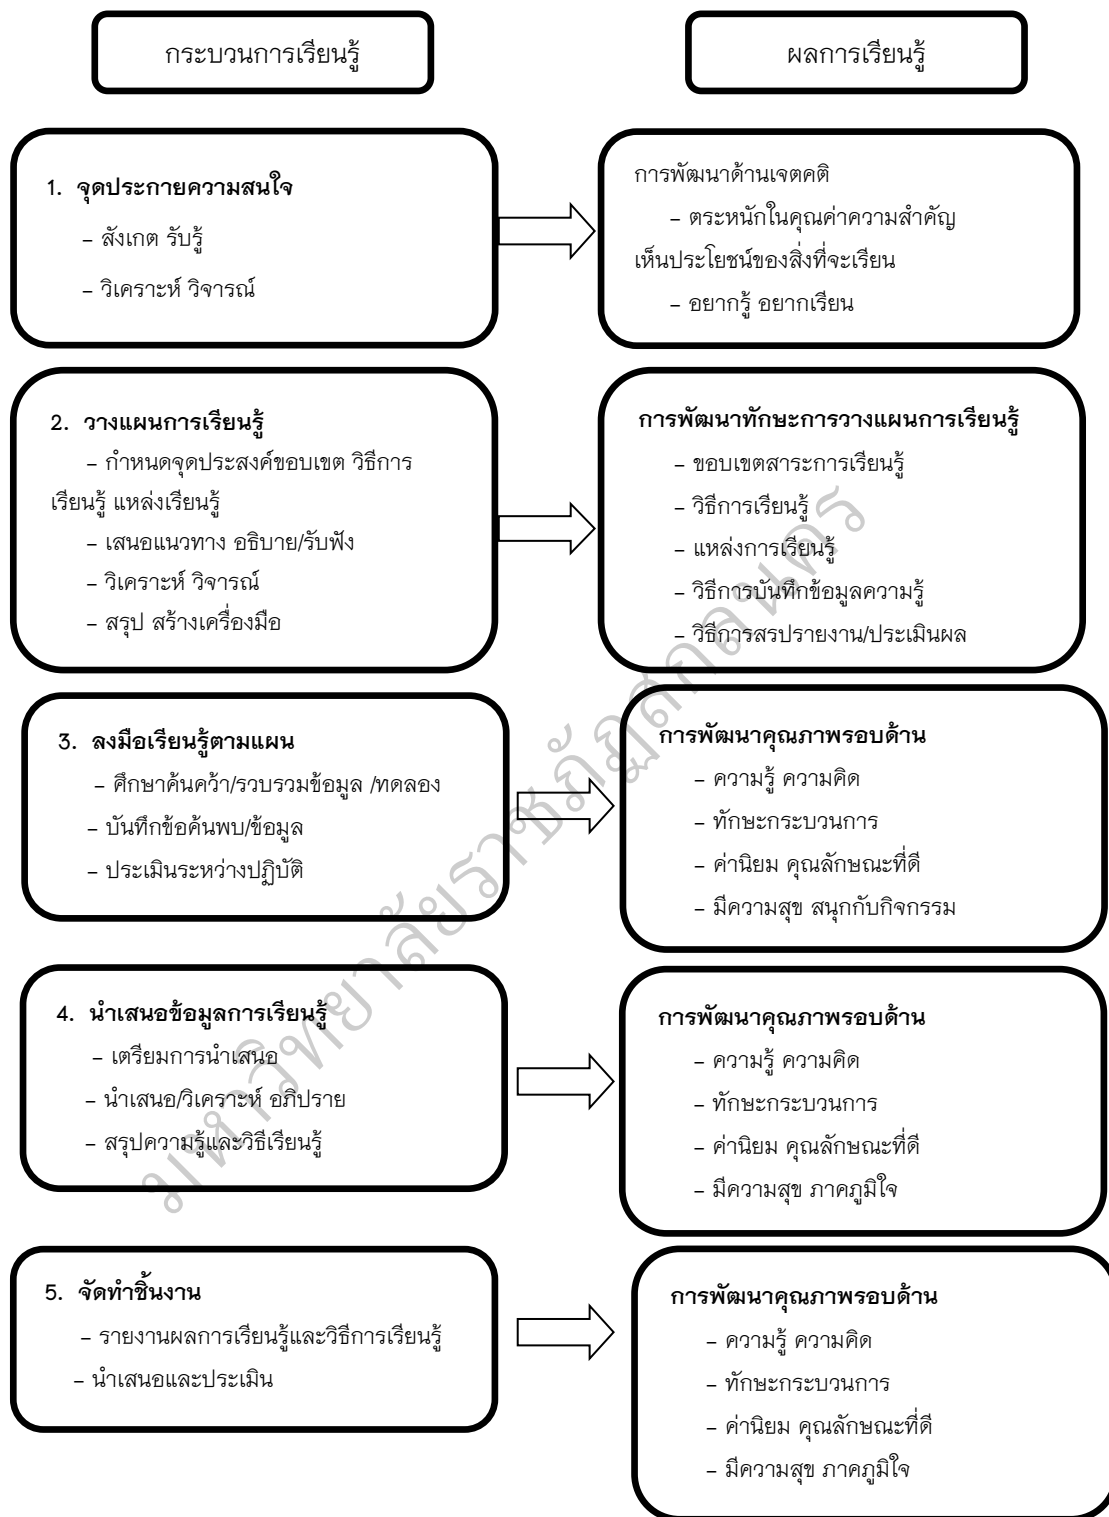 กระบวนการเรียนรู้
ผลการเรียนรู้
1. จุดประกายความสนใจ
– สังเกต รับรู้
– วิเคราะห์ วิจารณ์
การพัฒนาด้านเจตคติ
– ตระหนักในคุณค่าความสำคัญ
เห็นประโยชน์ของสิ่งที่จะเรียน
– อยากรู้ อยากเรียน
2. วางแผนการเรียนรู้
– กำหนดจุดประสงค์ขอบเขต วิธีการ
เรียนรู้ แหล่งเรียนรู้
– เสนอแนวทาง อธิบาย/รับฟัง
– วิเคราะห์ วิจารณ์
– สรุป สร้างเครื่องมือ
การพัฒนาทักษะการวางแผนการเรียนรู้
– ขอบเขตสาระการเรียนรู้
– วิธีการเรียนรู้
– แหล่งการเรียนรู้
– วิธีการบันทึกข้อมูลความรู้
– วิธีการสรปรายงาน/ประเมินผล
3. ลงมือเรียนรู้ตามแผน
– ศึกษาค้นคว้า/รวบรวมข้อมูล /ทดลอง
– บันทึกข้อค้นพบ/ข้อมูล
– ประเมินระหว่างปฏิบัติ
การพัฒนาคุณภาพรอบด้าน
– ความรู้ ความคิด
– ทักษะกระบวนการ
– ค่านิยม คุณลักษณะที่ดี
– มีความสุข สนุกกับกิจกรรม
4. นำเสนอข้อมูลการเรียนรู้
– เตรียมการนำเสนอ
– นำเสนอ/วิเคราะห์ อภิปราย
– สรุปความรู้และวิธีเรียนรู้
การพัฒนาคุณภาพรอบด้าน
– ความรู้ ความคิด
– ทักษะกระบวนการ
– ค่านิยม คุณลักษณะที่ดี
– มีความสุข ภาคภูมิใจ
5. จัดทำชิ้นงาน
– รายงานผลการเรียนรู้และวิธีการเรียนรู้
– นำเสนอและประเมิน
การพัฒนาคุณภาพรอบด้าน
– ความรู้ ความคิด
– ทักษะกระบวนการ
– ค่านิยม คุณลักษณะที่ดี
– มีความสุข ภาคภูมิใจ
มหาวิทยาลัยราชภัฏสกลนคร